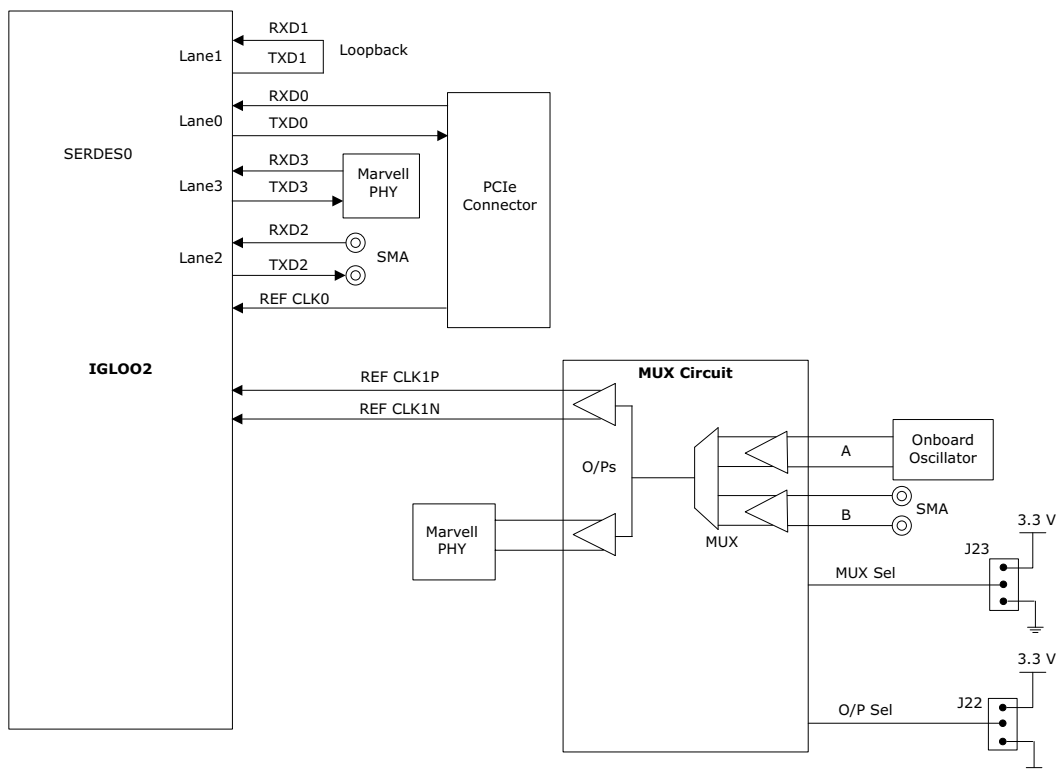 RXD1
Lane1
TXD1
Loopback
RXD0
Lane0
TXD0
SERDES0
RXD3
Lane3
TXD3
Marvell
PHY
PCIe
Connector
RXD2
Lane2
TXD2
SMA
REF CLK0
IGLOO2
REF CLK1P
REF CLK1N
MUX Circuit
O/Ps
Marvell
PHY
MUX
A
Onboard
Oscillator
B
SMA
3.3 V
J23
MUX Sel
3.3 V
J22
O/P Sel